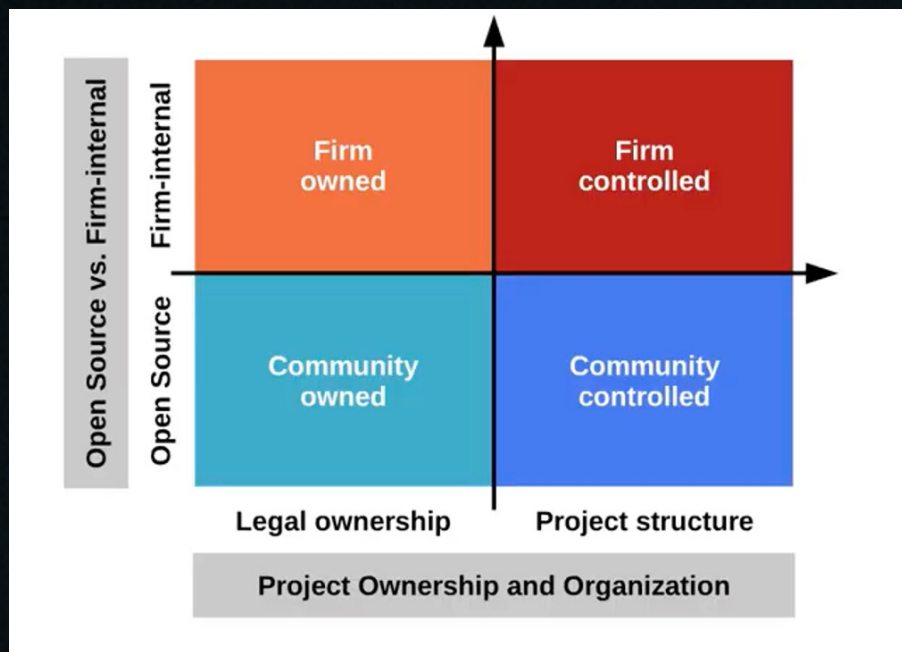 Open Source vs. Firm-internal
Firm-internal
Firm
owned
Firm
controlled
Open Source
Community
owned
Community
controlled
Legal ownership
Project structure
Project Ownership and Organization